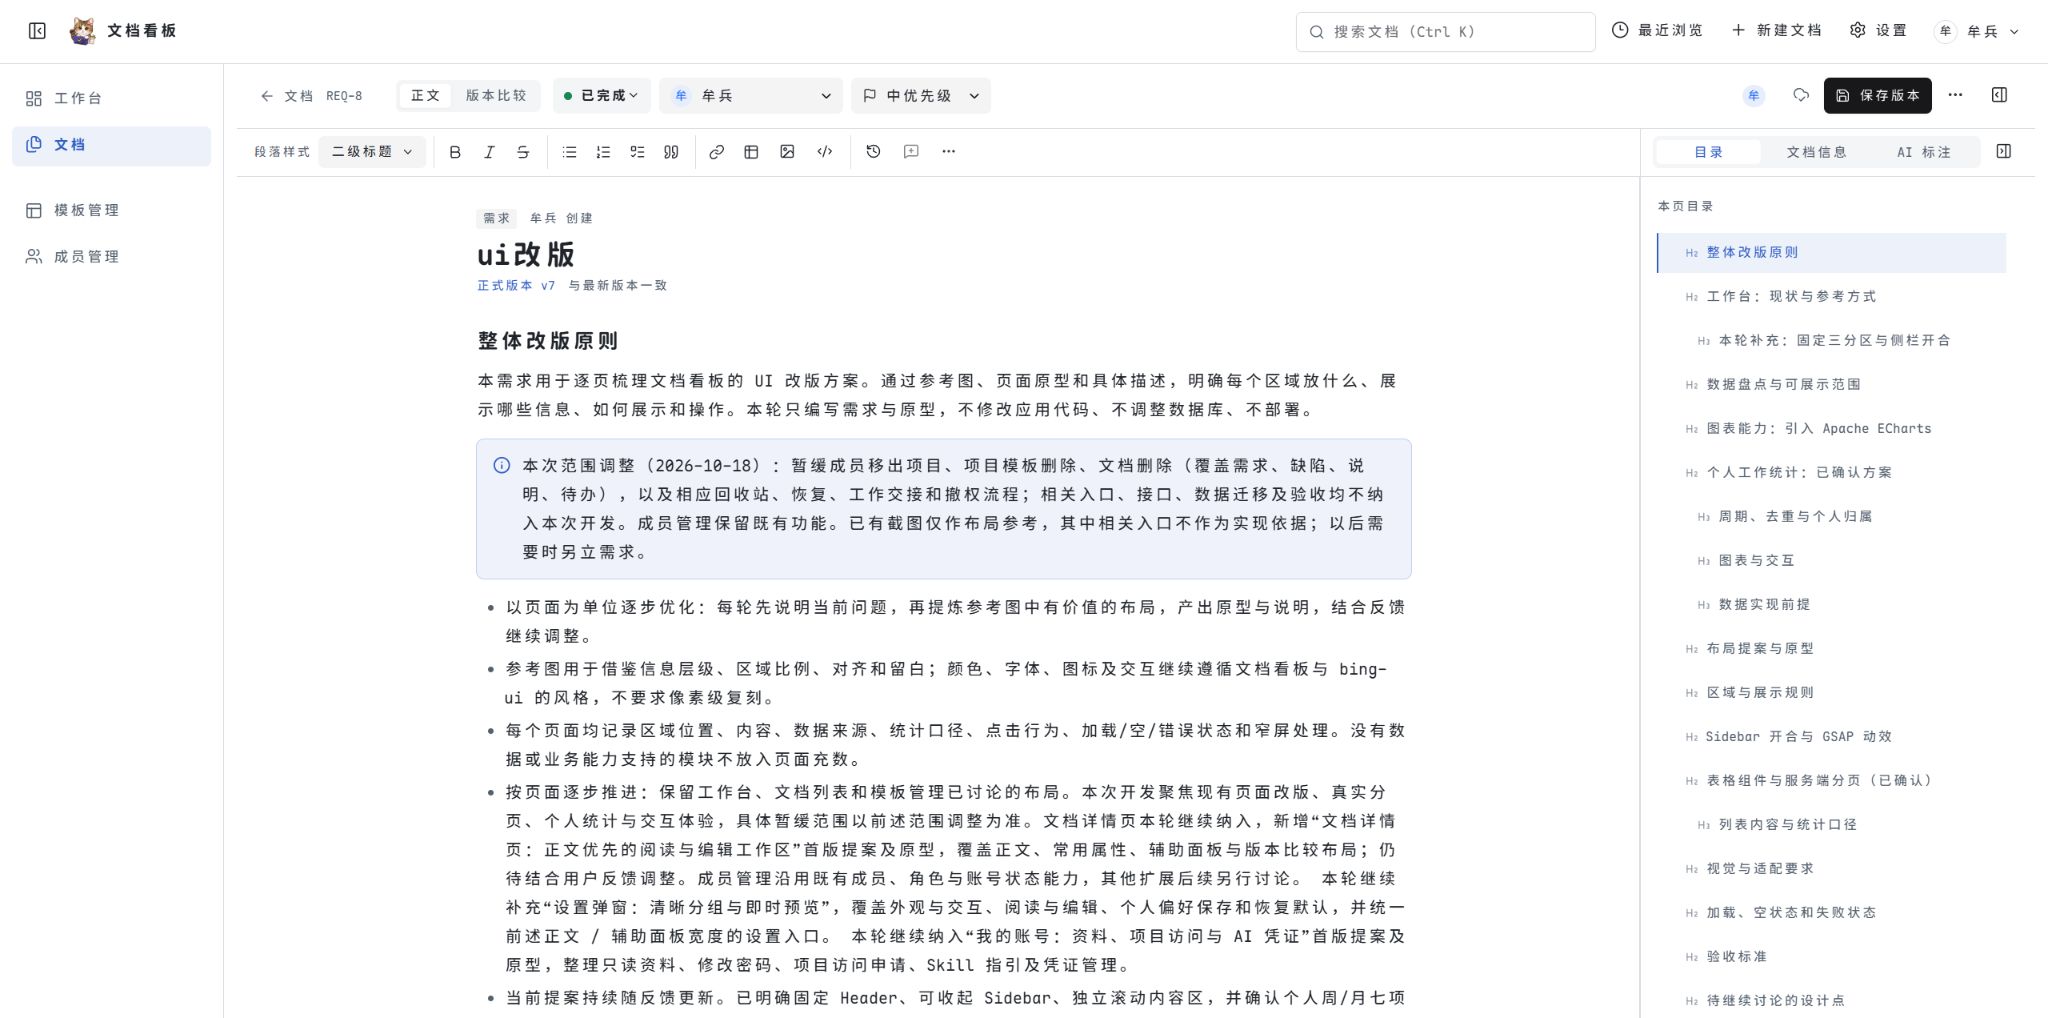 文档看板
搜索文档 (Ctrl K)
最近浏览
新建文档
设置
牟 牟兵
工作台
文档
模板管理
成员管理
文档 REQ-8
正文 版本比较
已完成
牟 牟兵
中优先级
牟
保存版本
段落样式 二级标题
目录 文档信息 AI 标注
需求 牟兵 创建
ui改版
正式版本 v7 与最新版本一致
整体改版原则
本需求用于逐页梳理文档看板的 UI 改版方案。通过参考图、页面原型和具体描述，明确每个区域放什么、展
示哪些信息、如何展示和操作。本轮只编写需求与原型，不修改应用代码、不调整数据库、不部署。
本次范围调整（2026-10-18）：暂缓成员移出项目、项目模板删除、文档删除（覆盖需求、缺陷、说
明、待办），以及相应回收站、恢复、工作交接和撤权流程；相关入口、接口、数据迁移及验收均不纳
入本次开发。成员管理保留既有功能。已有截图仅作布局参考，其中相关入口不作为实现依据；以后需
要时另立需求。
以页面为单位逐步优化：每轮先说明当前问题，再提炼参考图中有价值的布局，产出原型与说明，结合反馈
继续调整。
参考图用于借鉴信息层级、区域比例、对齐和留白；颜色、字体、图标及交互继续遵循文档看板与 bing-
ui 的风格，不要求像素级复刻。
每个页面均记录区域位置、内容、数据来源、统计口径、点击行为、加载/空/错误状态和窄屏处理。没有数
据或业务能力支持的模块不放入页面充数。
按页面逐步推进：保留工作台、文档列表和模板管理已讨论的布局。本次开发聚焦现有页面改版、真实分
页、个人统计与交互体验，具体暂缓范围以前述范围调整为准。文档详情页本轮继续纳入，新增“文档详情
页：正文优先的阅读与编辑工作区”首版提案及原型，覆盖正文、常用属性、辅助面板与版本比较布局；仍
待结合用户反馈调整。成员管理沿用既有成员、角色与账号状态能力，其他扩展后续另行讨论。 本轮继续
补充“设置弹窗：清晰分组与即时预览”，覆盖外观与交互、阅读与编辑、个人偏好保存和恢复默认，并统一
前述正文 / 辅助面板宽度的设置入口。 本轮继续纳入“我的账号：资料、项目访问与 AI 凭证”首版提案及
原型，整理只读资料、修改密码、项目访问申请、Skill 指引及凭证管理。
当前提案持续随反馈更新。已明确固定 Header、可收起 Sidebar、独立滚动内容区，并确认个人周/月七项
本页目录
H2 整体改版原则
H2 工作台：现状与参考方式
H3 本轮补充：固定三分区与侧栏开合
H2 数据盘点与可展示范围
H2 图表能力：引入 Apache ECharts
H2 个人工作统计：已确认方案
H3 周期、去重与个人归属
H3 图表与交互
H3 数据实现前提
H2 布局提案与原型
H2 区域与展示规则
H2 Sidebar 开合与 GSAP 动效
H2 表格组件与服务端分页（已确认）
H3 列表内容与统计口径
H2 视觉与适配要求
H2 加载、空状态和失败状态
H2 验收标准
H2 待继续讨论的设计点